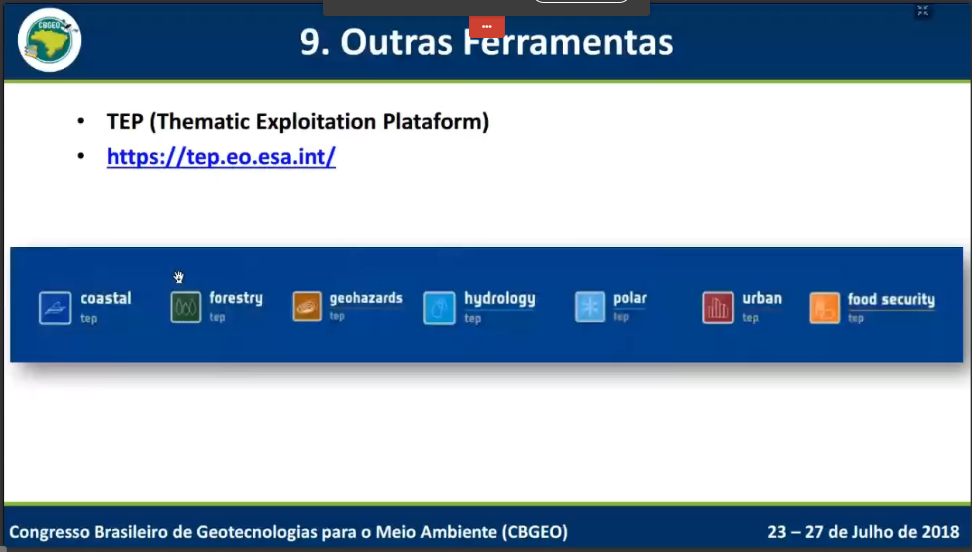 CBGEO
9. Outras Ferramentas
• TEP (Thematic Exploitation Plataform)
• https://tep.eo.esa.int/
coastal
tep
forestry
tep
geohazards
tep
hydrology
tep
polar
tep
urban
tep
food security
tep
Congresso Brasileiro de Geotecnologias para o Meio Ambiente (CBGEO)
23 – 27 de Julho de 2018